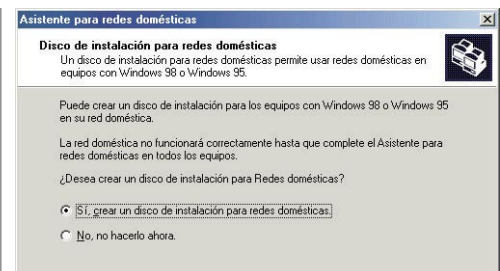 Asistente para redes domésticas
Disco de instalación para redes domésticas
Un disco de instalación para redes domésticas permite usar redes domésticas en
equipos con Windows 98 o Windows 95.
Puede crear un disco de instalación para los equipos con Windows 98 o Windows 95
en su red doméstica.
La red doméstica no funcionará correctamente hasta que complete el Asistente para
redes domésticas en todos los equipos.
¿Desea crear un disco de instalación para Redes domésticas?
Sí, crear un disco de instalación para redes domésticas.
No, no hacerlo ahora.